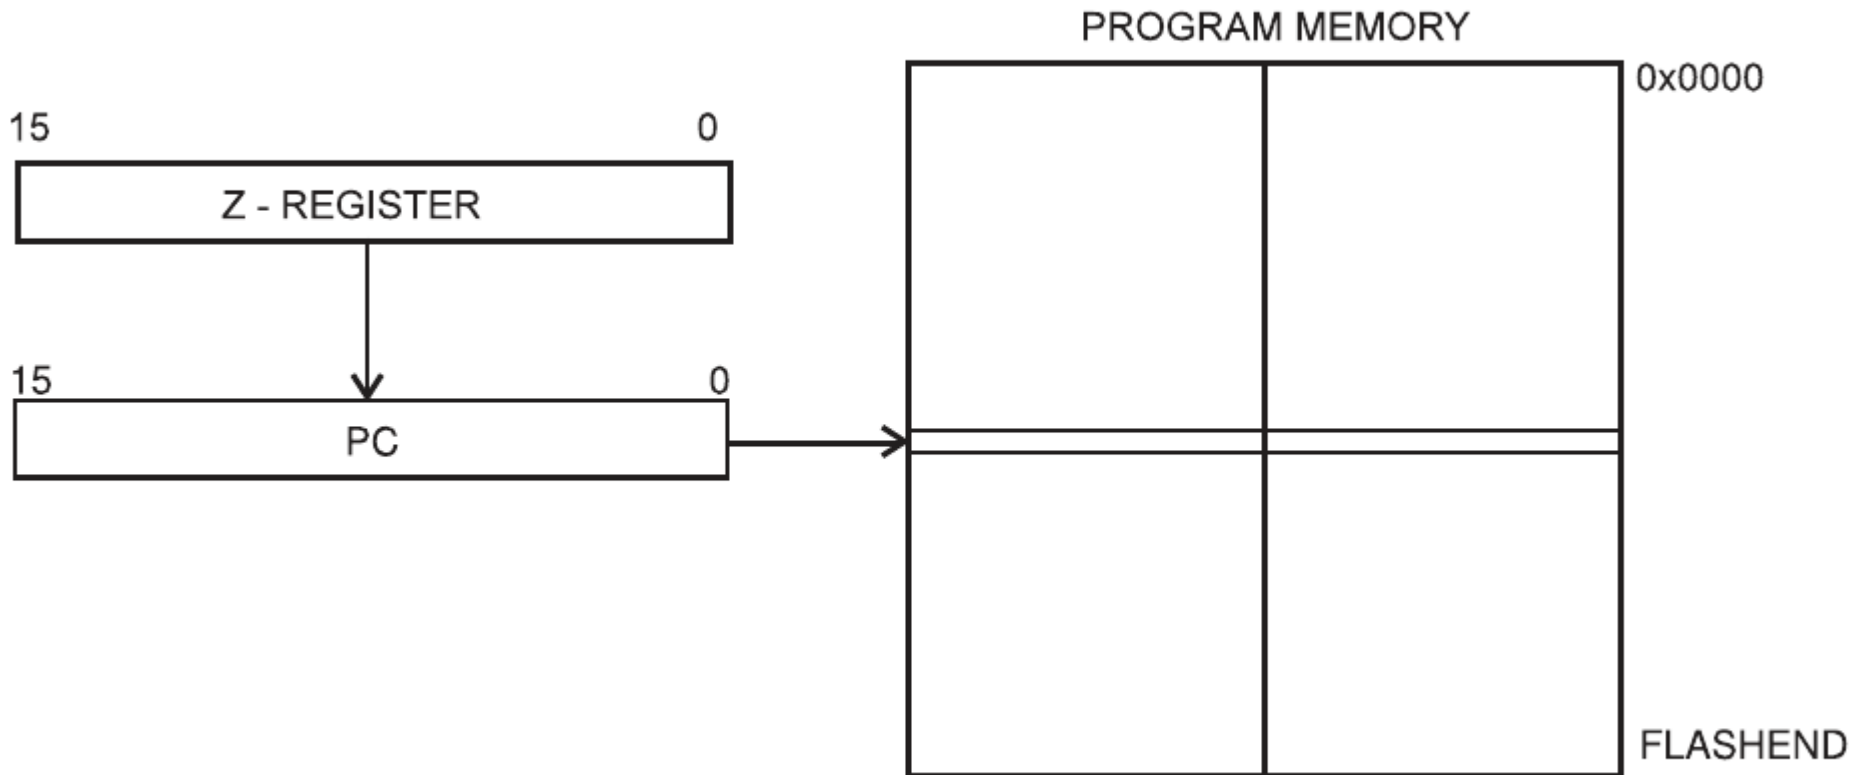 PROGRAM MEMORY
0x0000
15 0
Z - REGISTER
15 0
PC
FLASHEND